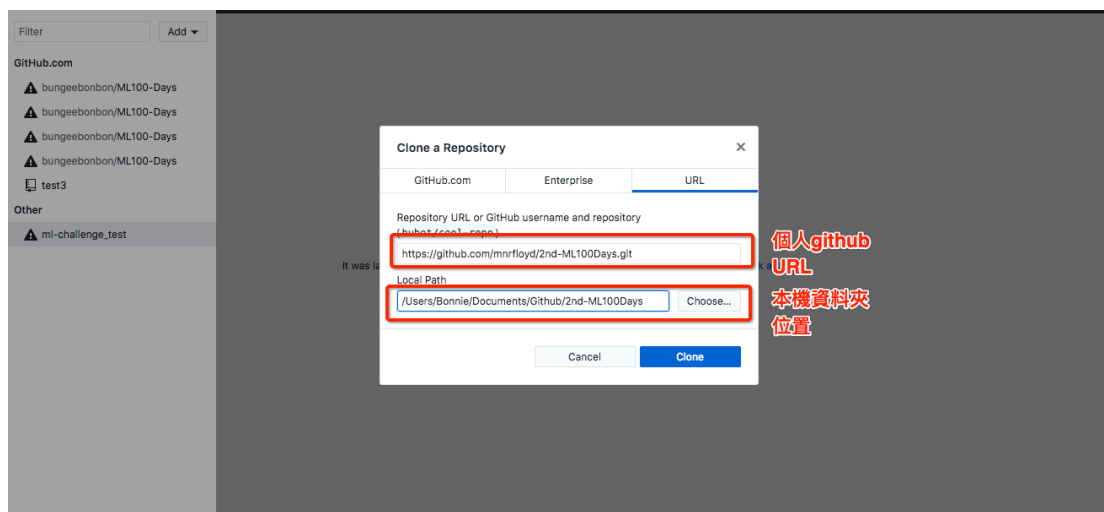 Filter
Add
GitHub.com
bungeebonbon/ML100-Days
bungeebonbon/ML100-Days
bungeebonbon/ML100-Days
bungeebonbon/ML100-Days
test3
Other
ml-challenge_test
Clone a Repository
GitHub.com Enterprise URL
Repository URL or GitHub username and repository
(hubot/cool-repo)
https://github.com/mnrfloyd/2nd-ML100Days.git
個人github
URL
It was la
Local Path
/Users/Bonnie/Documents/Github/2nd-ML100Days
Choose...
本機資料夾
位置
Cancel
Clone